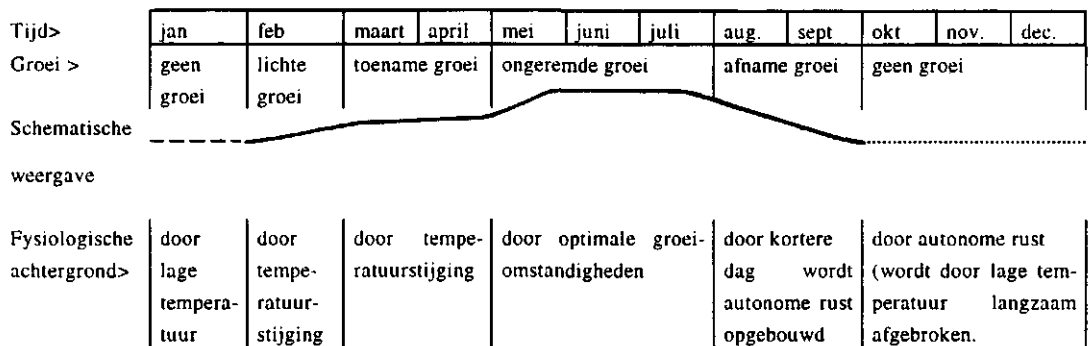 Tijd> jan feb maart april mei juni juli aug. sept okt nov. dec.
Groei > geen lichte toename groei ongeremde groei afname groei geen groei
groei groei
Schematische
weergave
Fysiologische door door door tempe- door optimale groei- door kortere door autonome rust
achtergrond> lage tempe- ratuurstijging omstandigheden dag wordt (wordt door lage tem-
tempera- ratuur- autonome rust peratuur langzaam
tuur stijging opgebouwd afgebroken.